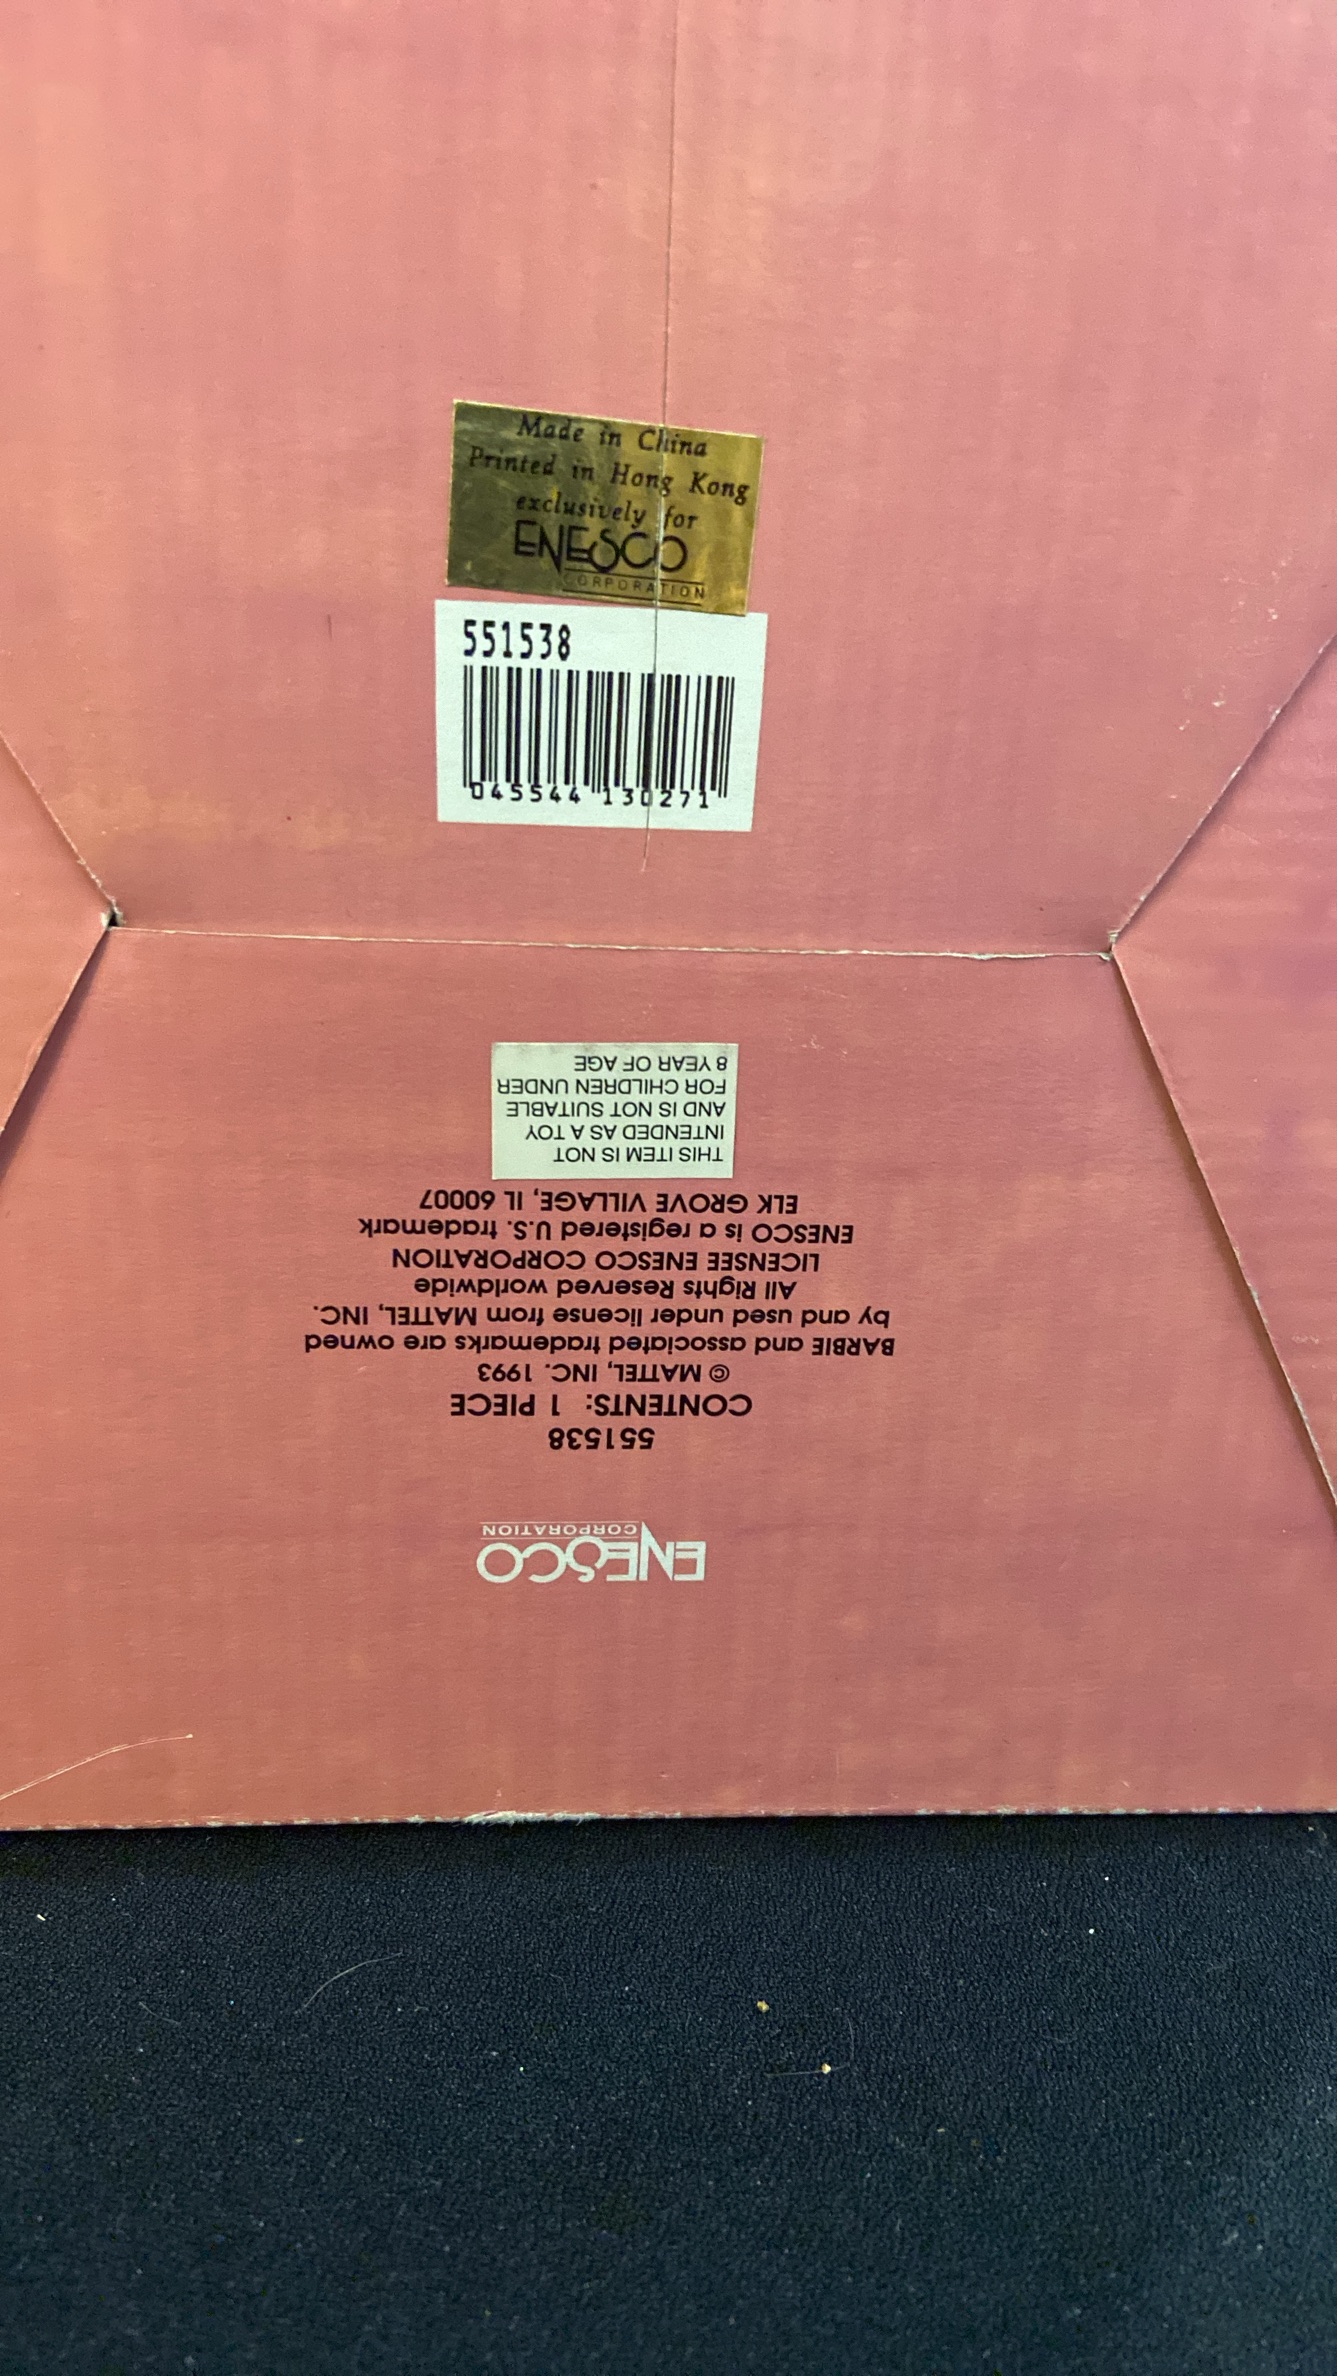 Made in China
Printed in Hong Kong
exclusively for
ENESCO
CORPORATION
551538
045544 130271
ENESCO
CORPORATION
551538
CONTENTS: 1 PIECE
© MATTEL, INC. 1993
BARBIE and associated trademarks are owned
by and used under license from MATTEL, INC.
All Rights Reserved worldwide
LICENSEE ENESCO CORPORATION
ENESCO is a registered U.S. trademark
ELK GROVE VILLAGE, IL 60007
THIS ITEM IS NOT
INTENDED AS A TOY
AND IS NOT SUITABLE
FOR CHILDREN UNDER
8 YEAR OF AGE